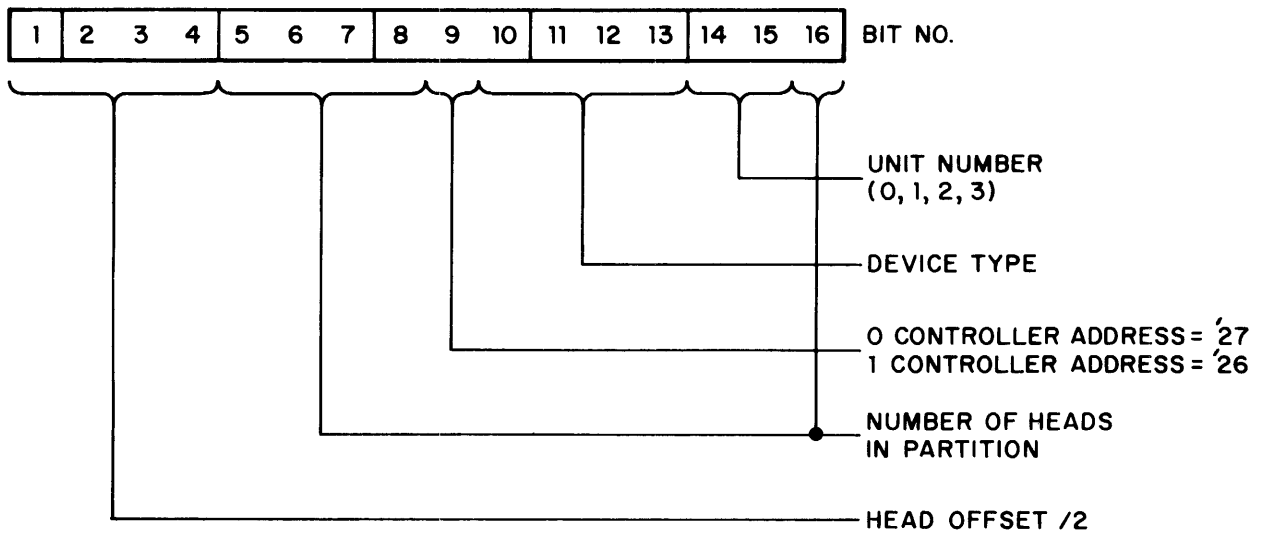 1 2 3 4 5 6 7 8 9 10 11 12 13 14 15 16 BIT NO.
UNIT NUMBER
(0, 1, 2, 3)
DEVICE TYPE
0 CONTROLLER ADDRESS = '27
1 CONTROLLER ADDRESS = '26
NUMBER OF HEADS
IN PARTITION
HEAD OFFSET /2